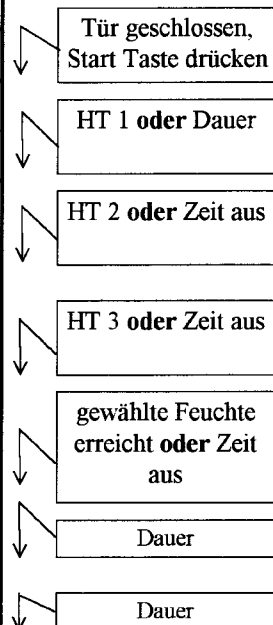 Tür geschlossen,
Start Taste drücken
HT 1 oder Dauer
HT 2 oder Zeit aus
HT 3 oder Zeit aus
gewählte Feuchte
erreicht oder Zeit
aus
Dauer
Dauer